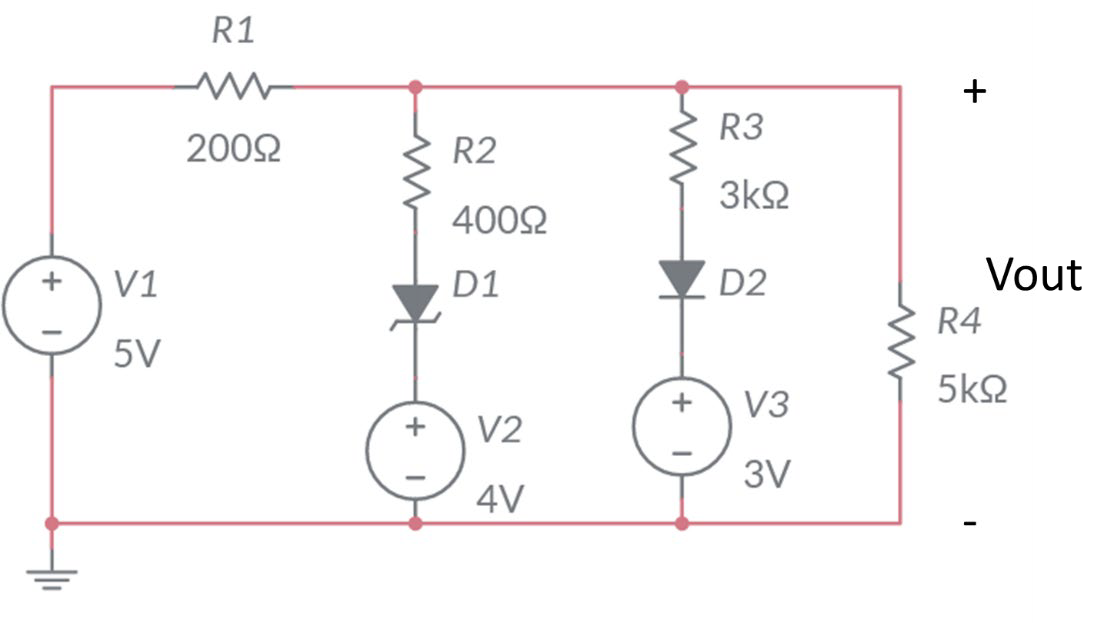 R1
200Ω
+
R2
400Ω
R3
3kΩ
D1
D2
+
−
V1
5V
Vout
R4
5kΩ
+
−
V2
4V
+
−
V3
3V
-